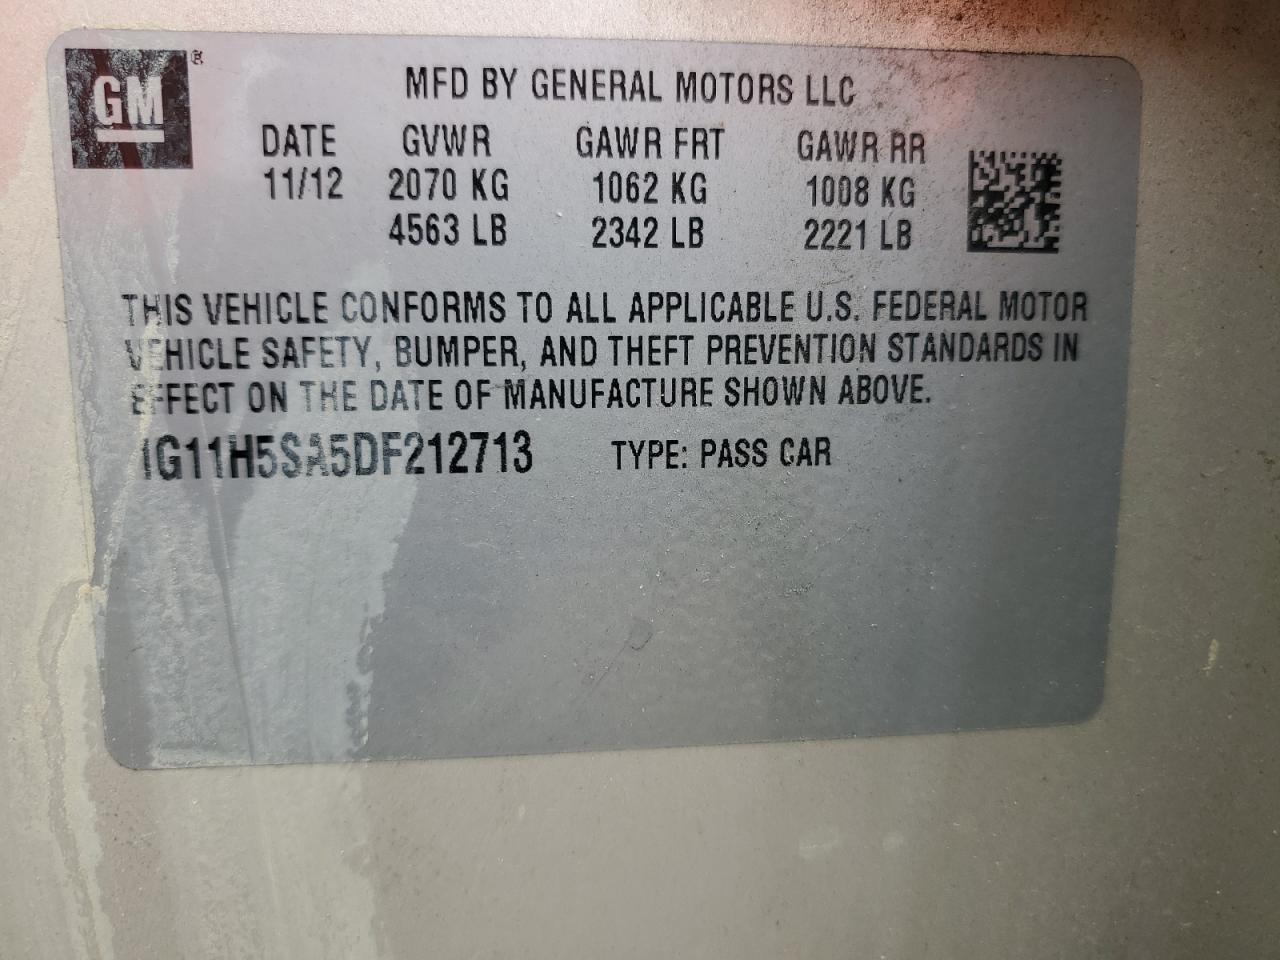 GM®
MFD BY GENERAL MOTORS LLC
DATE GVWR GAWR FRT GAWR RR
11/12 2070 KG 1062 KG 1008 KG
4563 LB 2342 LB 2221 LB
THIS VEHICLE CONFORMS TO ALL APPLICABLE U.S. FEDERAL MOTOR
VEHICLE SAFETY, BUMPER, AND THEFT PREVENTION STANDARDS IN
EFFECT ON THE DATE OF MANUFACTURE SHOWN ABOVE.
1G11H5SA5DF212713 TYPE: PASS CAR